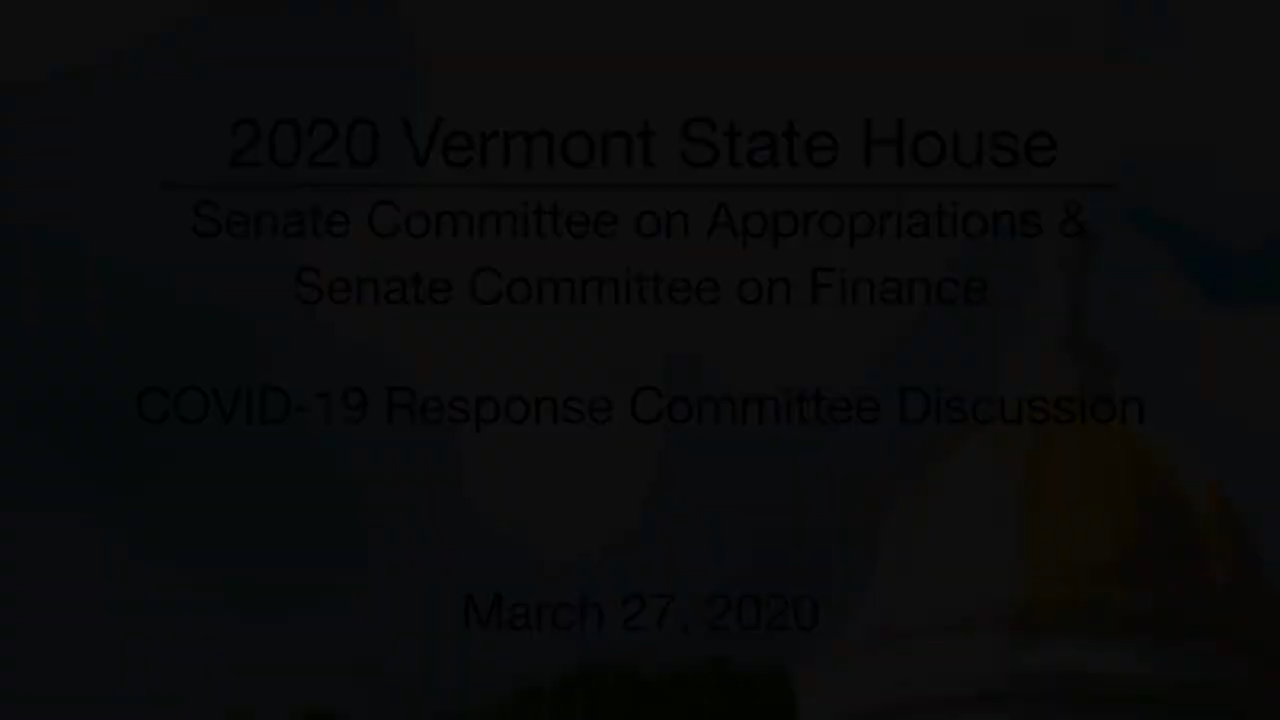 2020 Vermont State House
Senate Committee on Appropriations &
Senate Committee on Finance
COVID-19 Response Committee Discussion
March 27, 2020